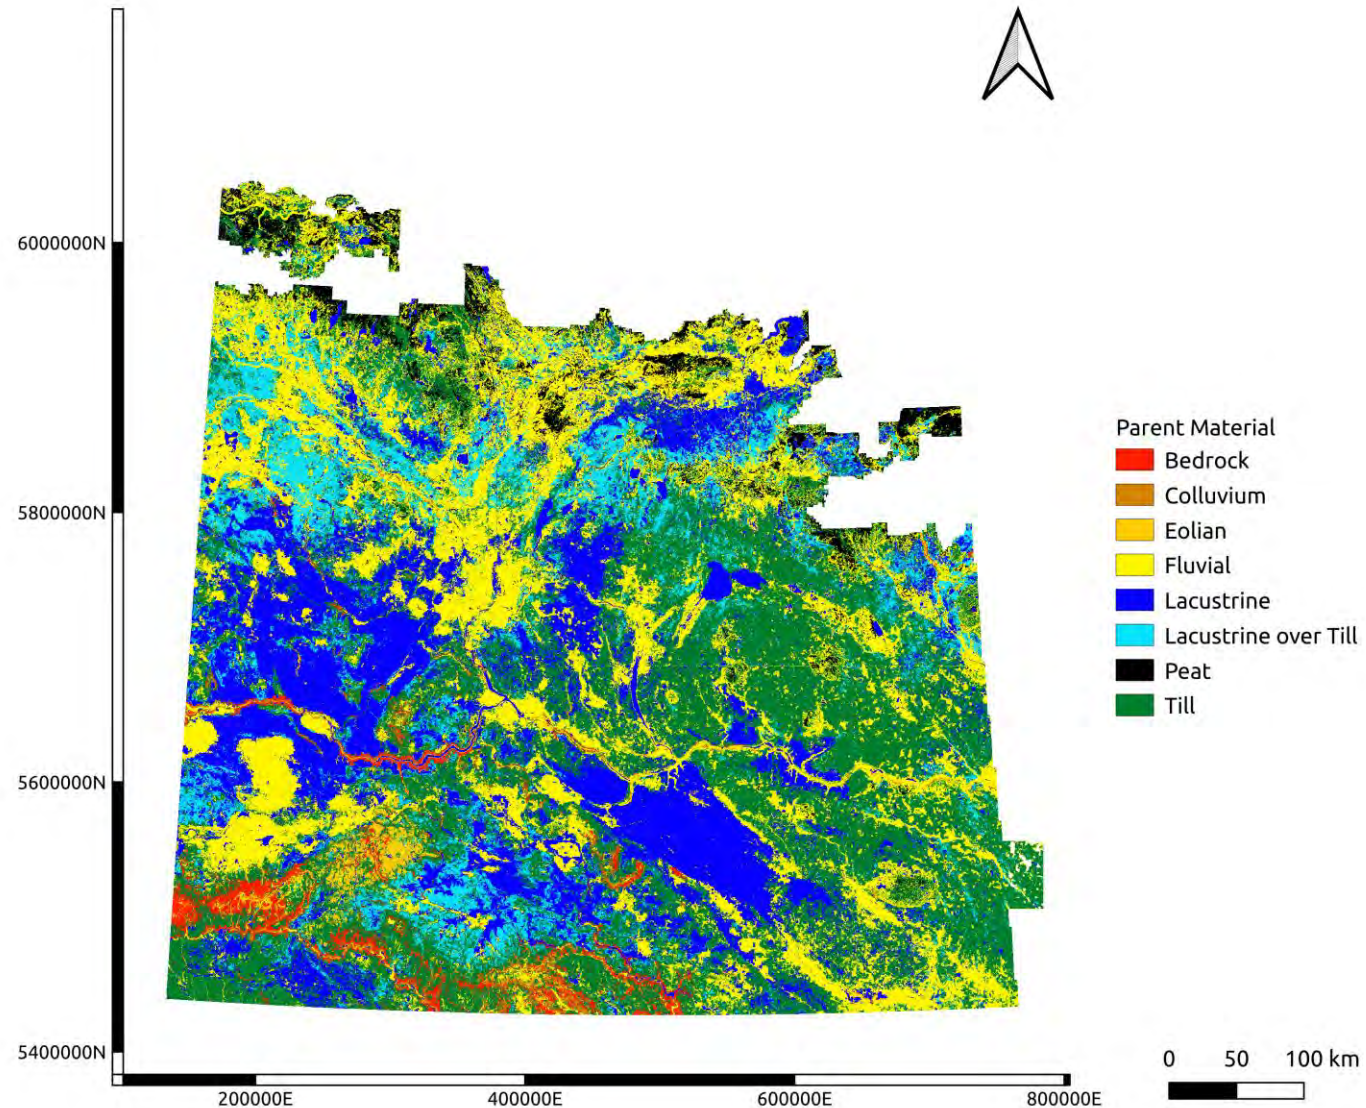 6000000N
5800000N
5600000N
5400000N
200000E
400000E
600000E
800000E
Parent Material
Bedrock
Colluvium
Eolian
Fluvial
Lacustrine
Lacustrine over Till
Peat
Till
0 50 100 km